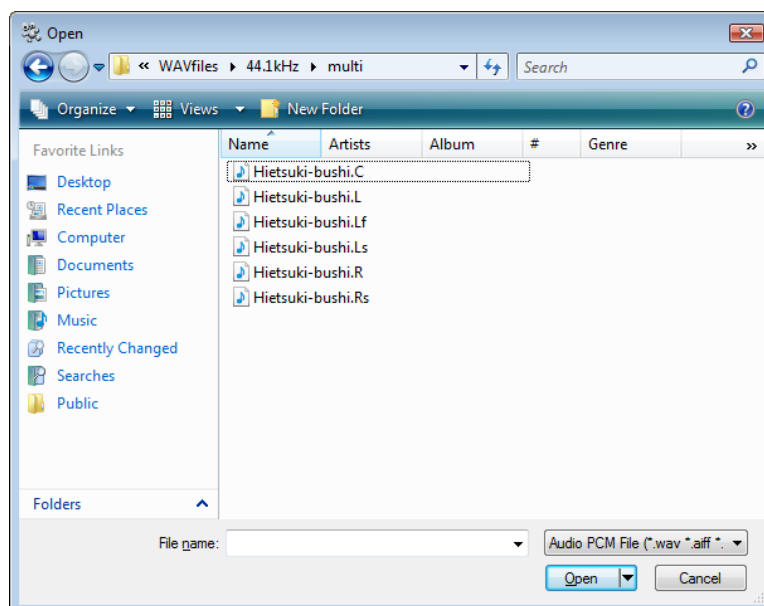 Open
« WAVfiles ▸ 44.1kHz ▸ multi
Search
Organize Views New Folder
Favorite Links
Desktop
Recent Places
Computer
Documents
Pictures
Music
Recently Changed
Searches
Public
Folders
Name Artists Album # Genre »
Hietsuki-bushi.C
Hietsuki-bushi.L
Hietsuki-bushi.Lf
Hietsuki-bushi.Ls
Hietsuki-bushi.R
Hietsuki-bushi.Rs
File name:
Audio PCM File (*.wav *.aiff *.
Open Cancel